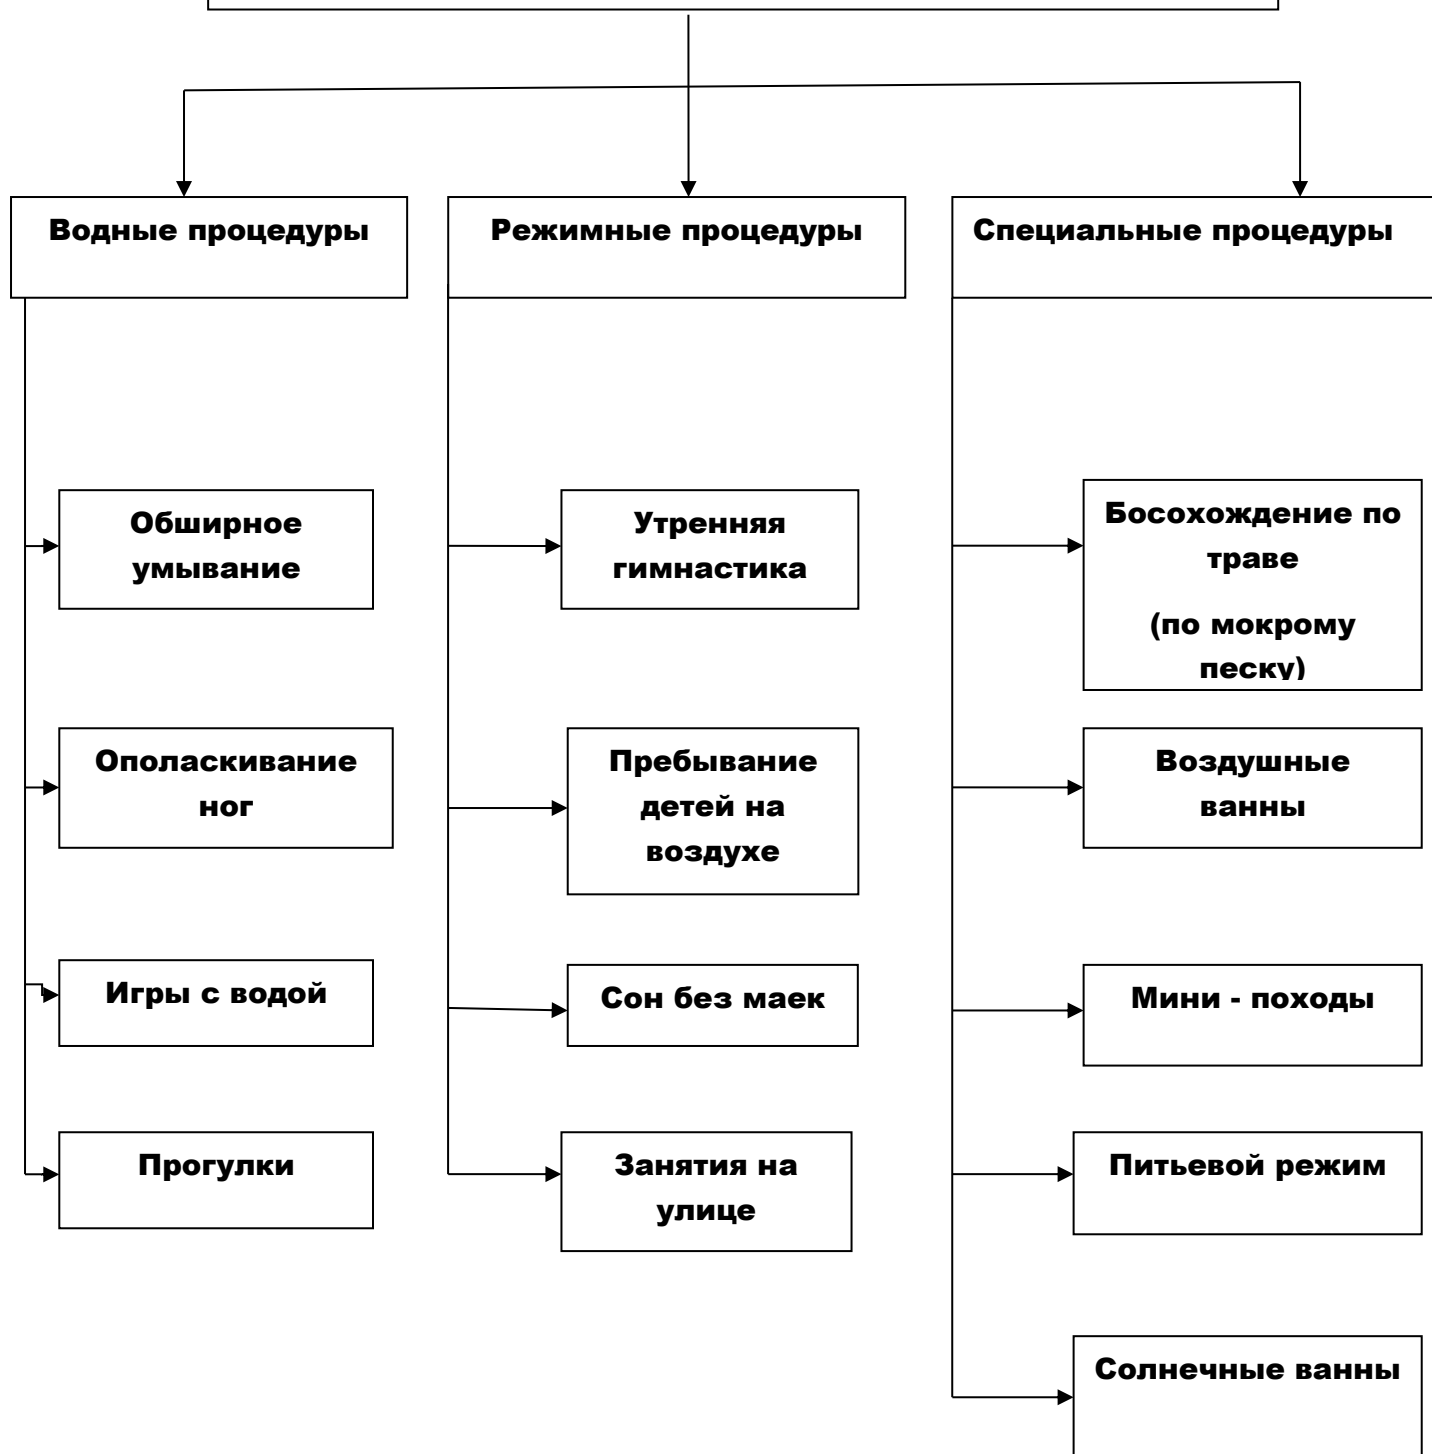 Водные процедуры
Режимные процедуры
Специальные процедуры
Обширное
умывание
Утренняя
гимнастика
Босохождение по
траве
(по мокрому
песку)
Ополаскивание
ног
Пребывание
детей на
воздухе
Воздушные
ванны
Игры с водой
Сон без маек
Мини - походы
Прогулки
Занятия на
улице
Питьевой режим
Солнечные ванны